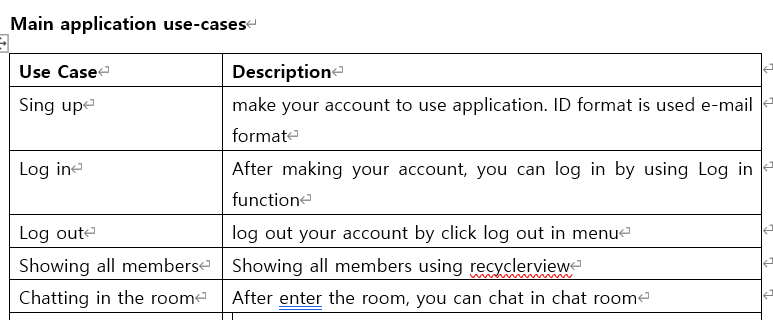 Main application use-cases
Use Case Description
Sing up make your account to use application. ID format is used e-mail
format
Log in After making your account, you can log in by using Log in
function
Log out log out your account by click log out in menu
Showing all members Showing all members using recyclerview
Chatting in the room After enter the room, you can chat in chat room